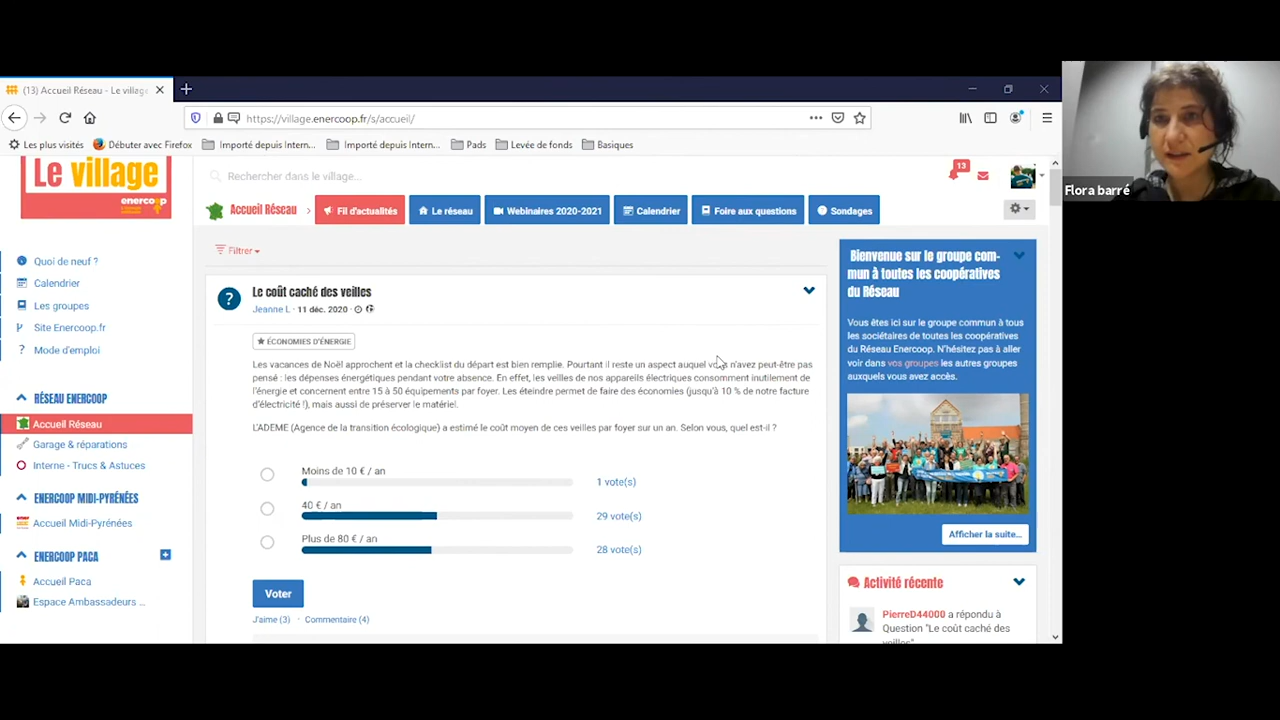 (13) Accueil Réseau - Le village
https://village.enercoop.fr/s/accueil/
Les plus visités
Débuter avec Firefox
Importé depuis Intern...
Importé depuis Intern...
Pads
Levée de fonds
Basiques
Flora barré
Le village
enercoop
Rechercher dans le village...
13
Accueil Réseau
Fil d'actualités
Le réseau
Webinaires 2020-2021
Calendrier
Foire aux questions
Sondages
Quoi de neuf ?
Calendrier
Les groupes
Site Enercoop.fr
Mode d'emploi
RÉSEAU ENERCOOP
Accueil Réseau
Garage & réparations
Interne - Trucs & Astuces
ENERCOOP MIDI-PYRÉNÉES
Accueil Midi-Pyrénées
ENERCOOP PACA
Accueil Paca
Espace Ambassadeurs ...
Filtrer
Le coût caché des veilles
Jeanne L · 11 déc. 2020
ÉCONOMIES D'ÉNERGIE
Les vacances de Noël approchent et la checklist du départ est bien remplie. Pourtant il reste un aspect auquel vous n'avez peut-être pas
pensé : les dépenses énergétiques pendant votre absence. En effet, les veilles de nos appareils électriques consomment inutilement de
l'énergie et concernent entre 15 à 50 équipements par foyer. Les éteindre permet de faire des économies (jusqu'à 10 % de notre facture
d'électricité !), mais aussi de préserver le matériel.
L'ADEME (Agence de la transition écologique) a estimé le coût moyen de ces veilles par foyer sur un an. Selon vous, quel est-il ?
Moins de 10 € / an
1 vote(s)
40 € / an
29 vote(s)
Plus de 80 € / an
28 vote(s)
Voter
J'aime (3) · Commentaire (4)
Bienvenue sur le groupe com-
mun à toutes les coopératives
du Réseau
Vous êtes ici sur le groupe commun à tous
les sociétaires de toutes les coopératives
du Réseau Enercoop. N'hésitez pas à aller
voir dans vos groupes les autres groupes
auxquels vous avez accès.
Afficher la suite...
Activité récente
PierreD44000 a répondu à
Question "Le coût caché des
veilles"